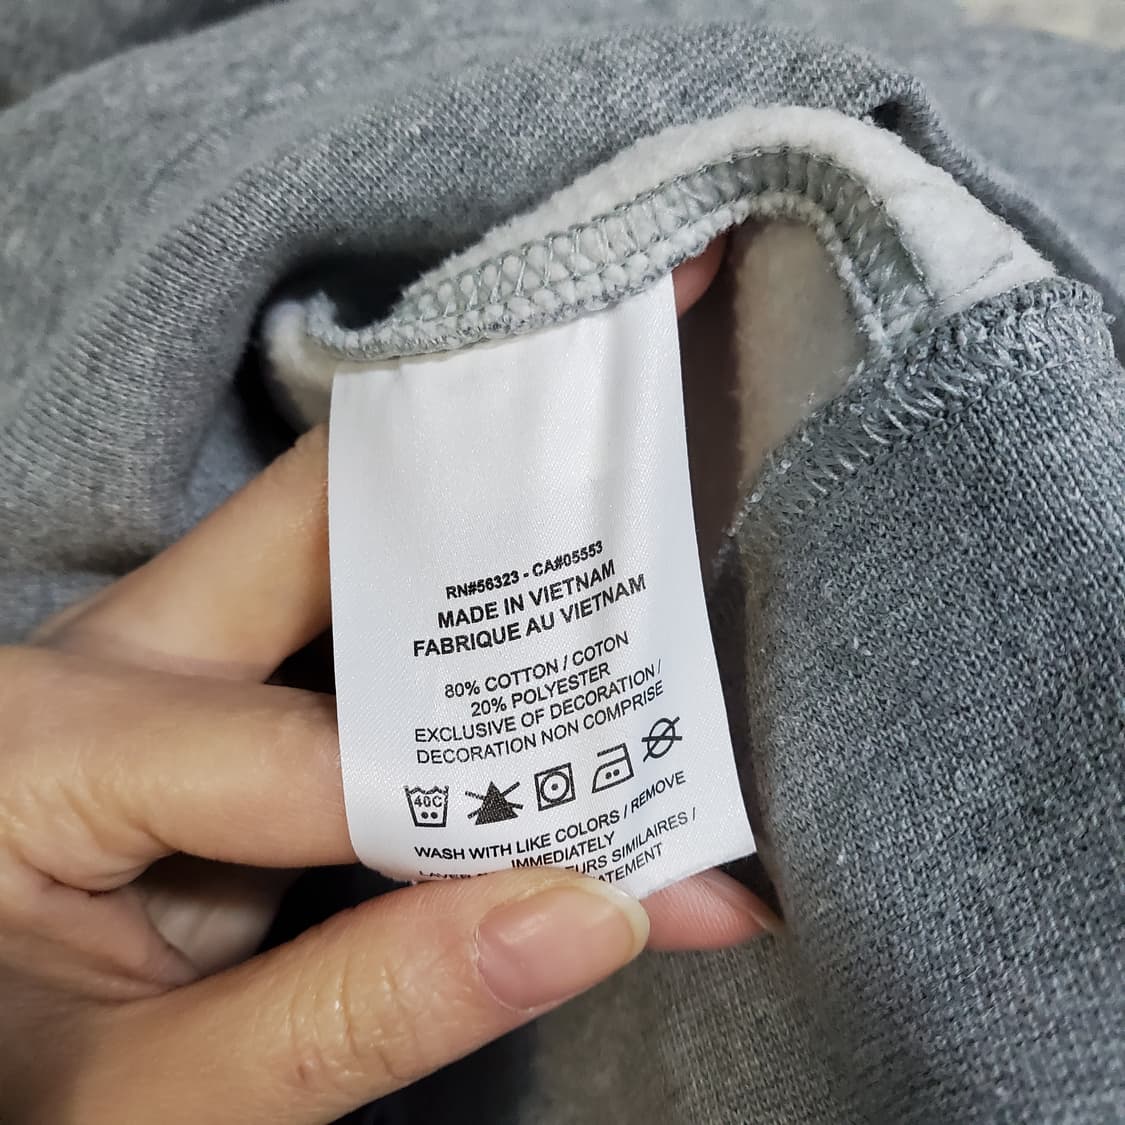 RN#56323 - CA#05553
MADE IN VIETNAM
FABRIQUE AU VIETNAM
80% COTTON / COTON
20% POLYESTER
EXCLUSIVE OF DECORATION /
DECORATION NON COMPRISE
40C
WASH WITH LIKE COLORS / REMOVE
IMMEDIATELY
SIMILAIRES /